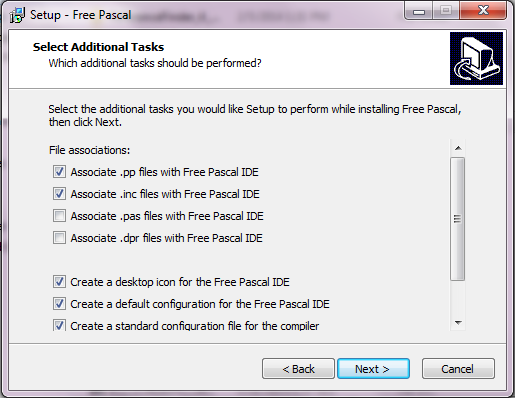 Setup - Free Pascal
Select Additional Tasks
Which additional tasks should be performed?
Select the additional tasks you would like Setup to perform while installing Free Pascal,
then click Next.
File associations:
Associate .pp files with Free Pascal IDE
Associate .inc files with Free Pascal IDE
Associate .pas files with Free Pascal IDE
Associate .dpr files with Free Pascal IDE
Create a desktop icon for the Free Pascal IDE
Create a default configuration for the Free Pascal IDE
Create a standard configuration file for the compiler
< Back
Next >
Cancel